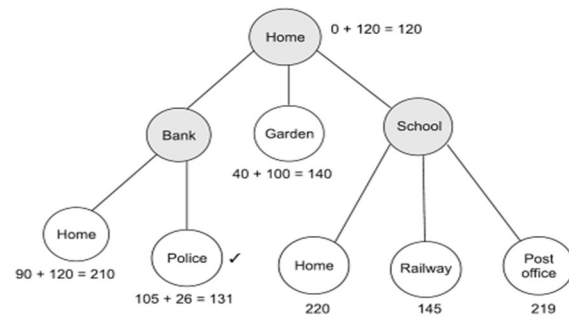 Home
0 + 120 = 120
Bank
Garden
School
40 + 100 = 140
Home
Police ✓
Home
Railway
Post
office
90 + 120 = 210
105 + 26 = 131
220
145
219